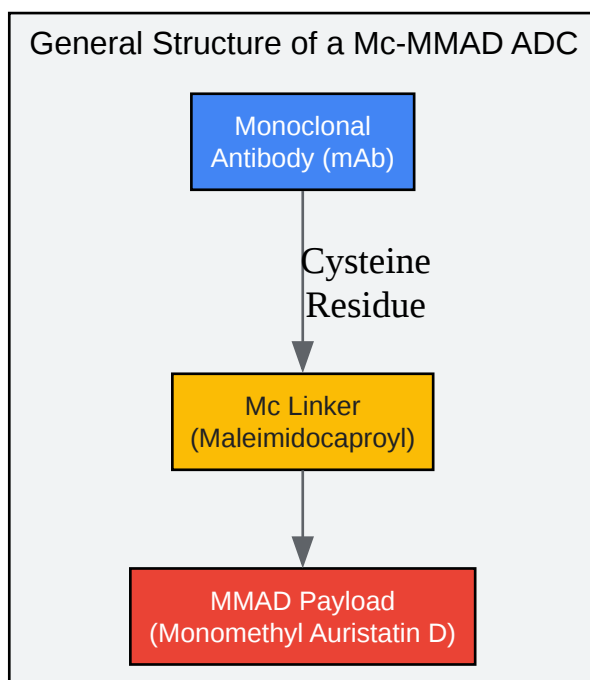 General Structure of a Mc-MMAD ADC
Monoclonal
Antibody (mAb)
Cysteine
Residue
Mc Linker
(Maleimidocaproyl)
MMAD Payload
(Monomethyl Auristatin D)